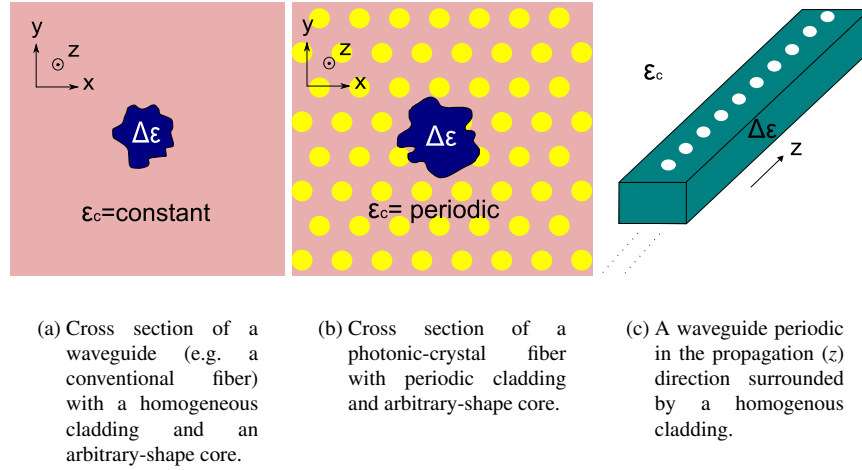 y
z
x
Δε
εc=constant
y
z
x
Δε
εc= periodic
εc
Δε
z
(a) Cross section of a
waveguide (e.g. a
conventional fiber)
with a homogeneous
cladding and an
arbitrary-shape core.
(b) Cross section of a
photonic-crystal fiber
with periodic cladding
and arbitrary-shape core.
(c) A waveguide periodic
in the propagation (z)
direction surrounded
by a homogenous
cladding.